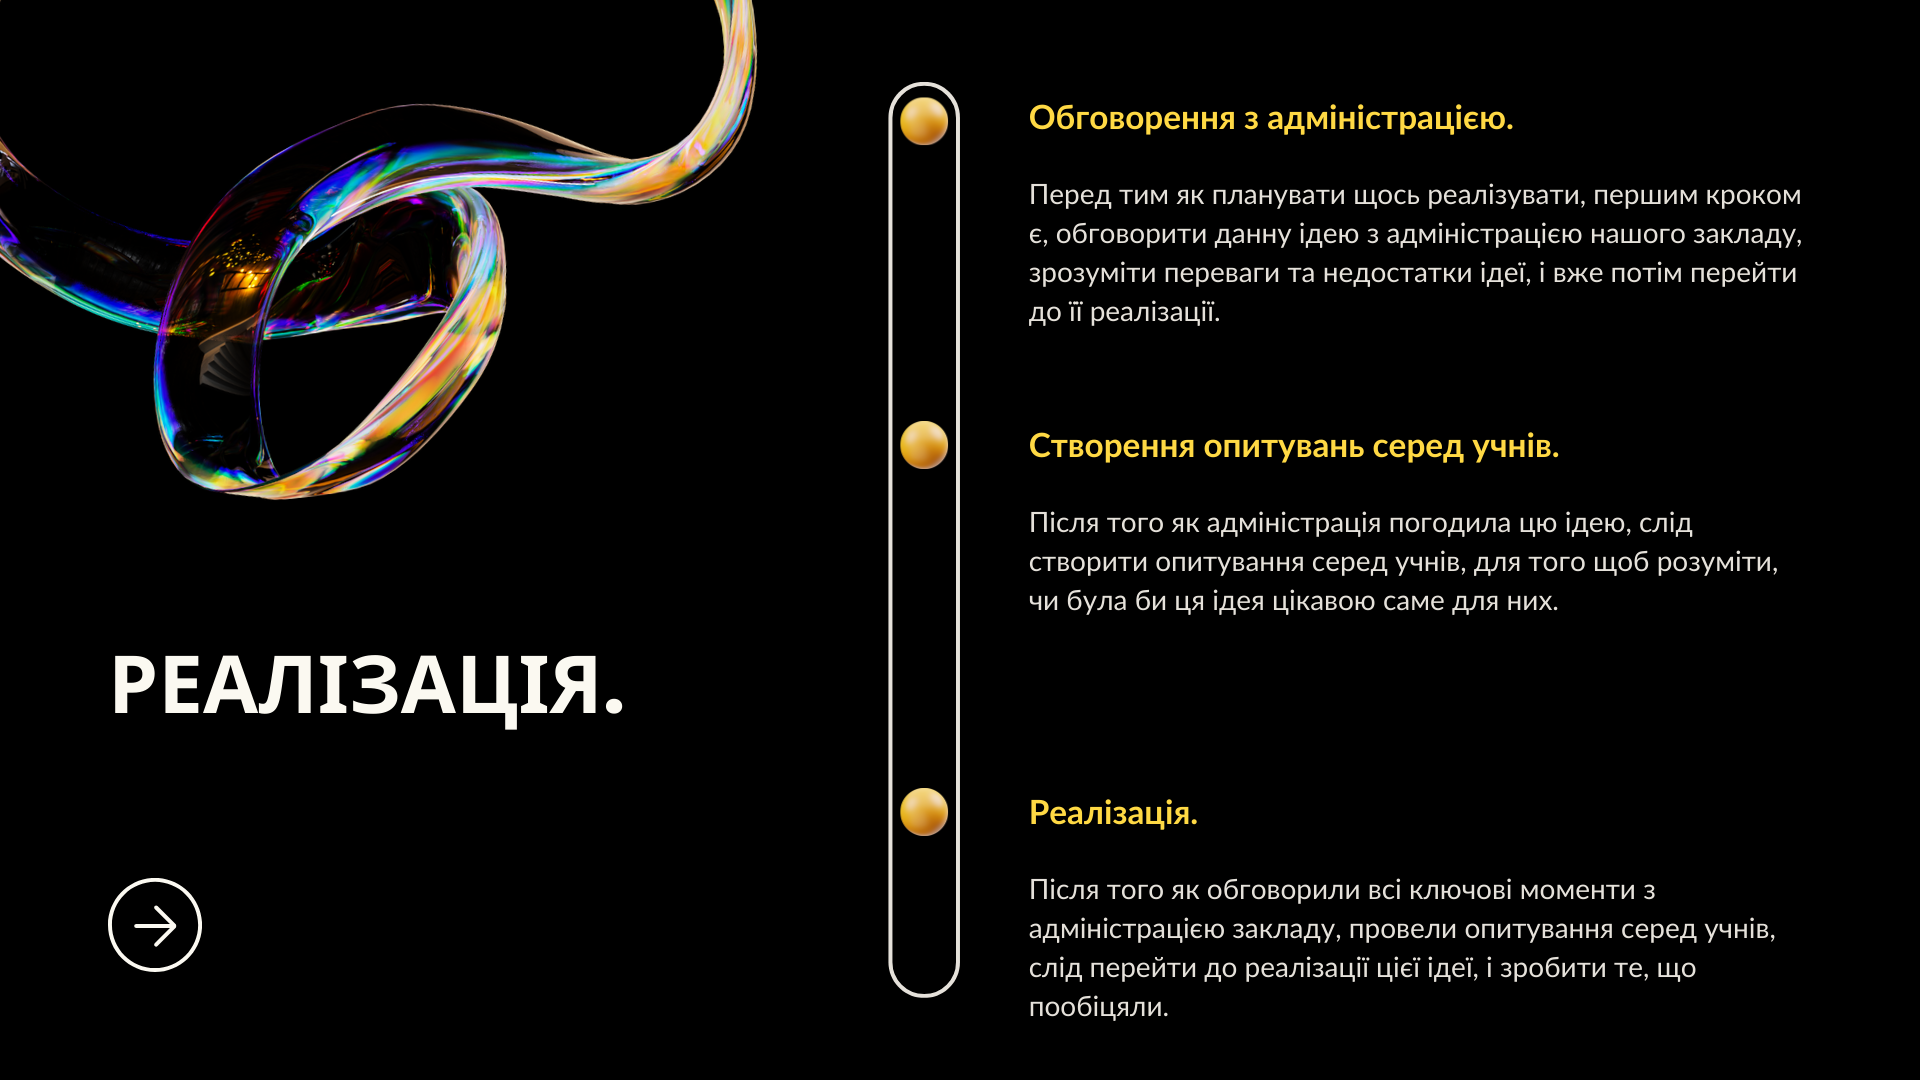 РЕАЛІЗАЦІЯ.
Обговорення з адміністрацією.
Перед тим як планувати щось реалізувати, першим кроком
є, обговорити данну ідею з адміністрацією нашого закладу,
зрозуміти переваги та недостатки ідеї, і вже потім перейти
до її реалізації.
Створення опитувань серед учнів.
Після того як адміністрація погодила цю ідею, слід
створити опитування серед учнів, для того щоб розуміти,
чи була би ця ідея цікавою саме для них.
Реалізація.
Після того як обговорили всі ключові моменти з
адміністрацією закладу, провели опитування серед учнів,
слід перейти до реалізації цієї ідеї, і зробити те, що
пообіцяли.